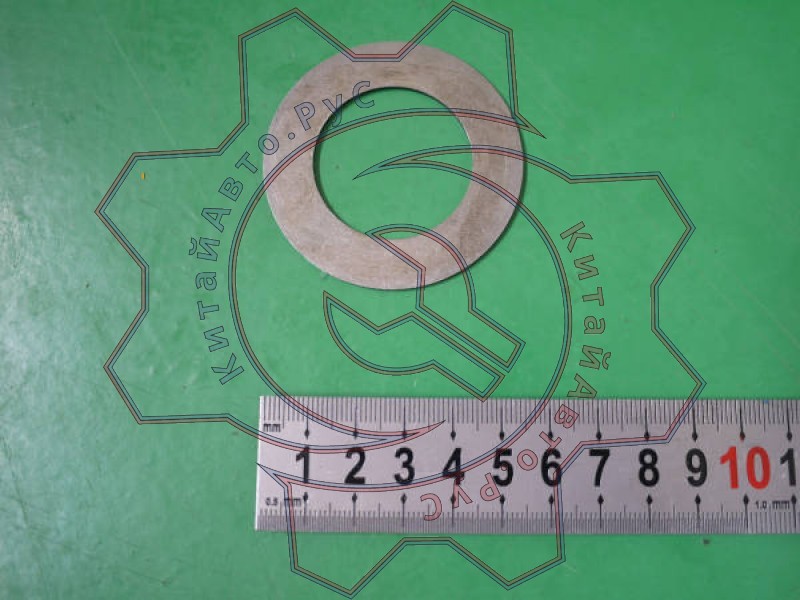 КитайАвто.РуС
КитайАвто.РуС
mm
1 2 3 4 5 6 7 8 9 10 1
0.5 mm
1.0 mm